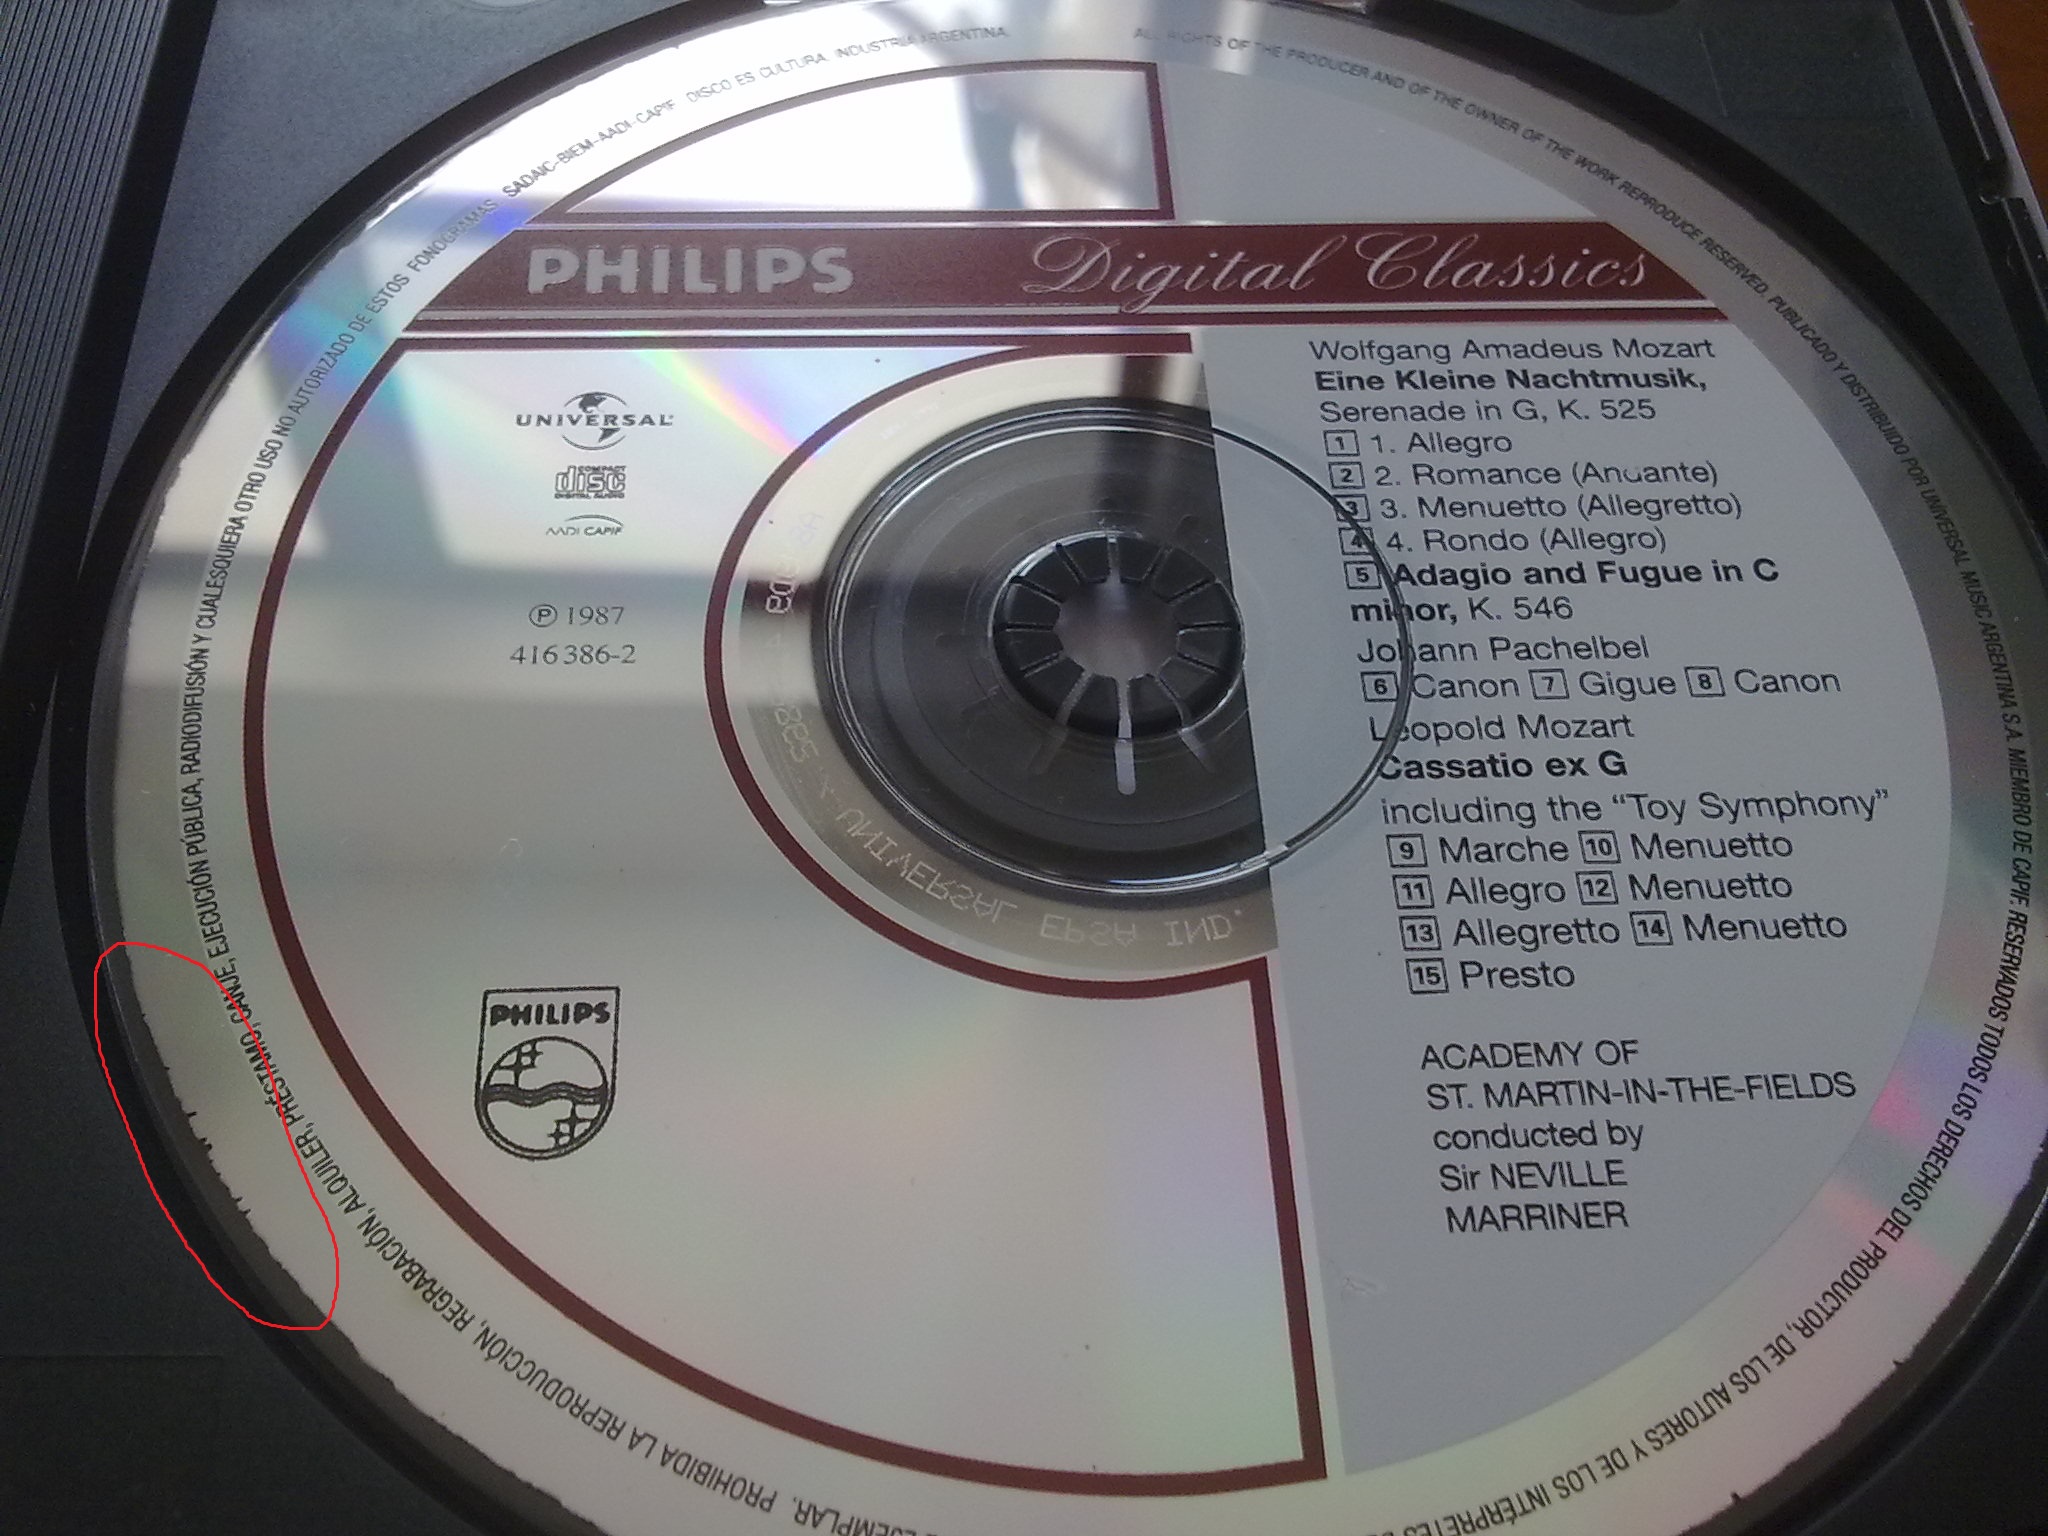 PHILIPS Digital Classics
UNIVERSAL
COMPACT
disc
DIGITAL AUDIO
AADI CAPIF
℗ 1987
416 386-2
PHILIPS
Wolfgang Amadeus Mozart
Eine Kleine Nachtmusik,
Serenade in G, K. 525
1 1. Allegro
2 2. Romance (Andante)
3 3. Menuetto (Allegretto)
4 4. Rondo (Allegro)
5 Adagio and Fugue in C
minor, K. 546
Johann Pachelbel
6 Canon 7 Gigue 8 Canon
Leopold Mozart
Cassatio ex G
including the “Toy Symphony”
9 Marche 10 Menuetto
11 Allegro 12 Menuetto
13 Allegretto 14 Menuetto
15 Presto
ACADEMY OF
ST. MARTIN-IN-THE-FIELDS
conducted by
Sir NEVILLE
MARRINER
ALL RIGHTS OF THE PRODUCER AND OF THE OWNER OF THE WORK REPRODUCE RESERVED. PUBLICADO Y DISTRIBUIDO POR UNIVERSAL MUSIC ARGENTINA S.A. MIEMBRO DE CAPIF. RESERVADOS TODOS LOS DERECHOS DEL PRODUCTOR, DE LOS AUTORES Y DE LOS INTÉRPRETES
EJEMPLAR. PROHIBIDA LA REPRODUCCIÓN, REGRABACIÓN, ALQUILER, PRÉSTAMO, CANJE, EJECUCIÓN PÚBLICA, RADIODIFUSIÓN Y CUALESQUIERA OTRO USO NO AUTORIZADO DE ESTOS FONOGRAMAS SADAIC-BIEM-AADI-CAPIF DISCO ES CULTURA. INDUSTRIA ARGENTINA.
UNIVERSAL EPSA IND.